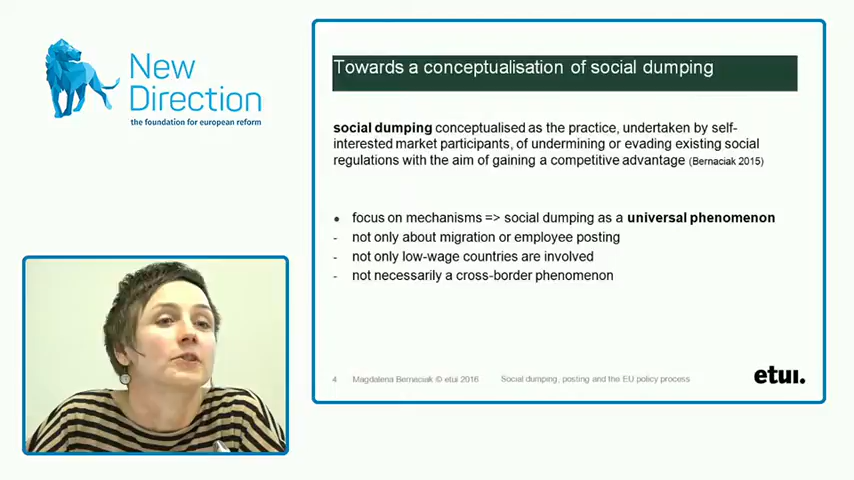 New
Direction
the foundation for european reform
Towards a conceptualisation of social dumping
social dumping conceptualised as the practice, undertaken by self-
interested market participants, of undermining or evading existing social
regulations with the aim of gaining a competitive advantage (Bernaciak 2015)
• focus on mechanisms => social dumping as a universal phenomenon
- not only about migration or employee posting
- not only low-wage countries are involved
- not necessarily a cross-border phenomenon
4 Magdalena Bernaciak © etui 2016 Social dumping, posting and the EU policy process
etui.